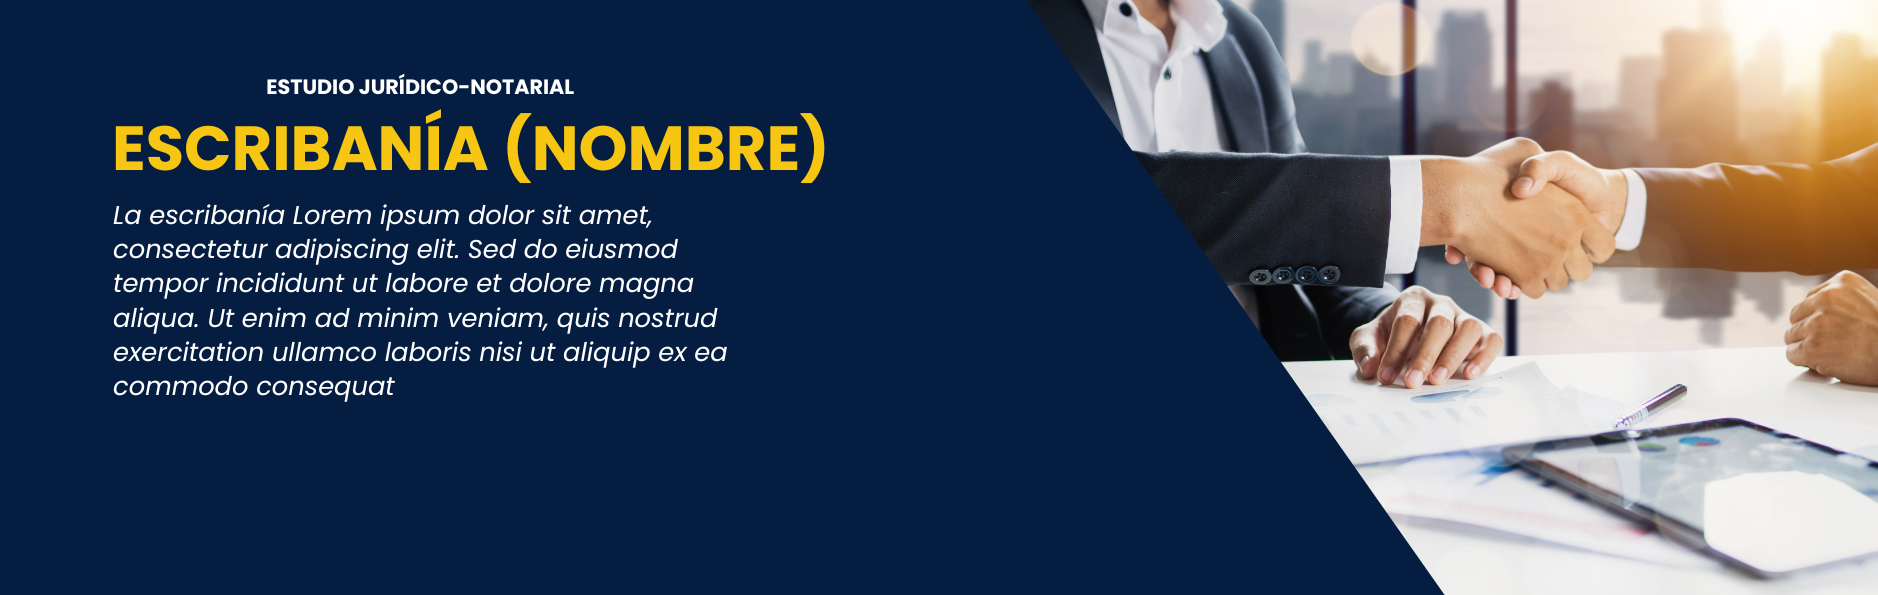 ESTUDIO JURÍDICO-NOTARIAL
ESCRIBANÍA (NOMBRE)
La escribanía Lorem ipsum dolor sit amet,
consectetur adipiscing elit. Sed do eiusmod
tempor incididunt ut labore et dolore magna
aliqua. Ut enim ad minim veniam, quis nostrud
exercitation ullamco laboris nisi ut aliquip ex ea
commodo consequat